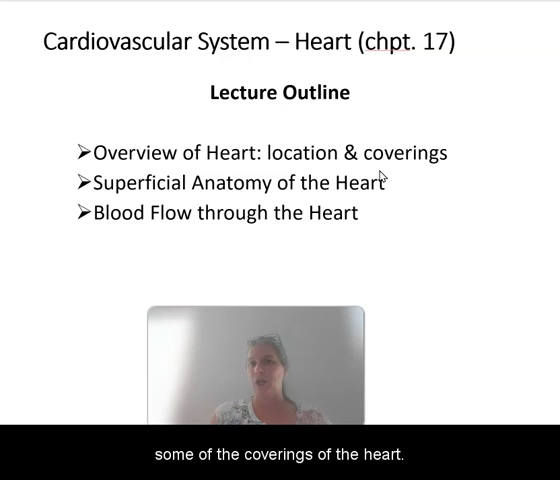 Cardiovascular System – Heart (chpt. 17)
Lecture Outline
➢Overview of Heart: location & coverings
➢Superficial Anatomy of the Heart
➢Blood Flow through the Heart
some of the coverings of the heart.